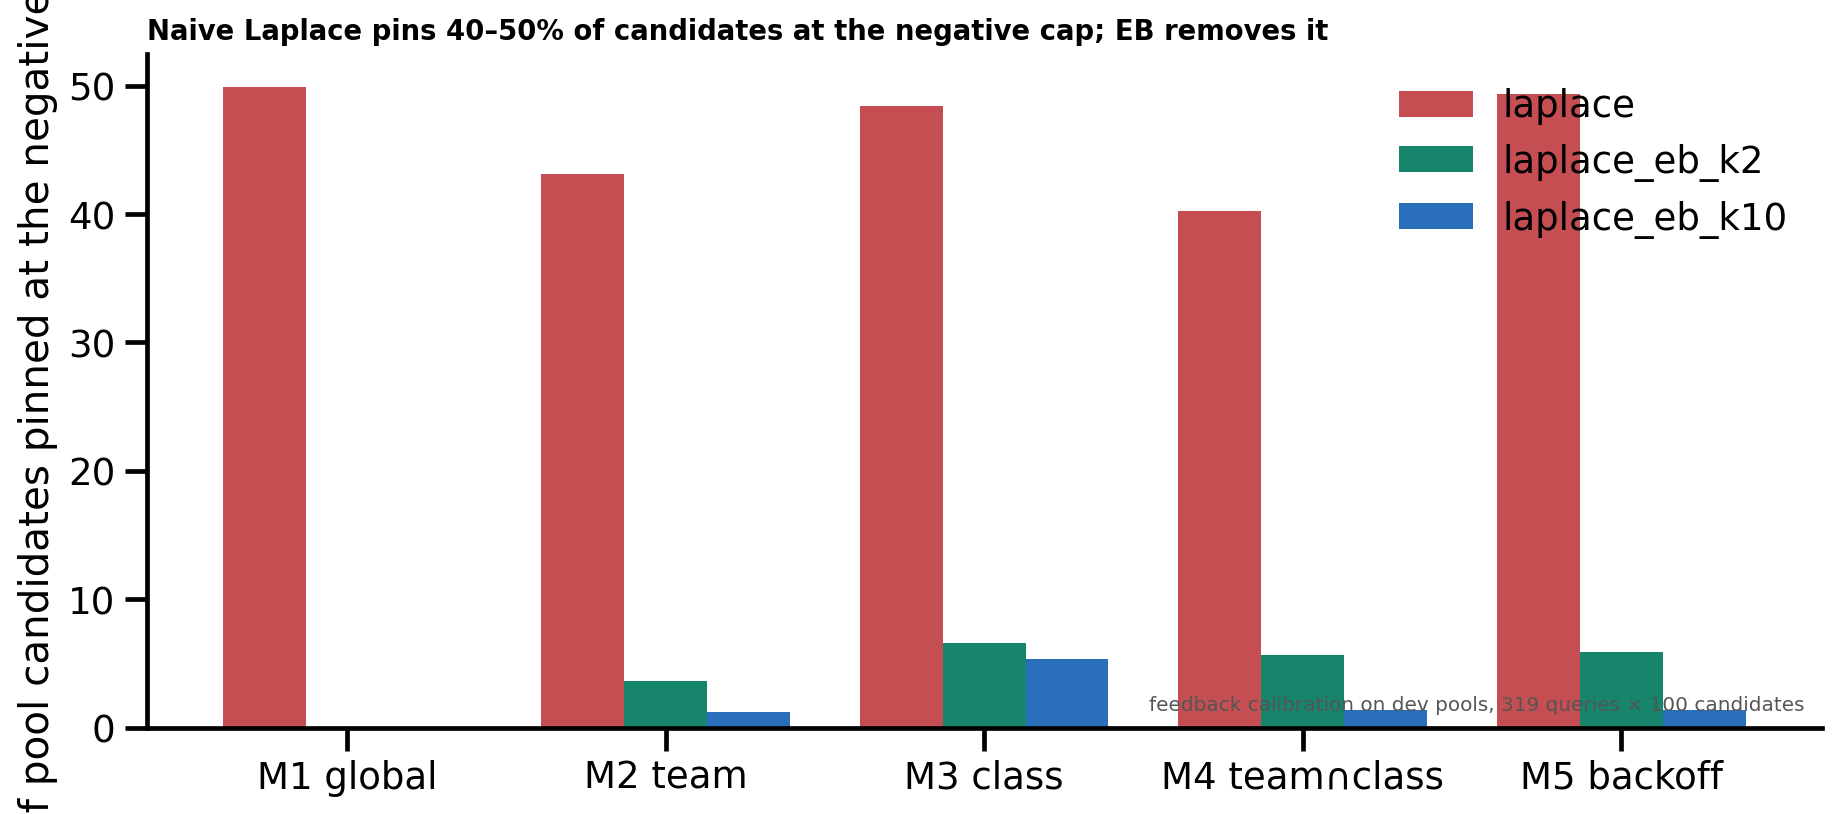 Naive Laplace pins 40–50% of candidates at the negative cap; EB removes it
f pool candidates pinned at the negative
50
40
30
20
10
0
laplace
laplace_eb_k2
laplace_eb_k10
feedback calibration on dev pools, 319 queries × 100 candidates
M1 global
M2 team
M3 class
M4 team∩class
M5 backoff